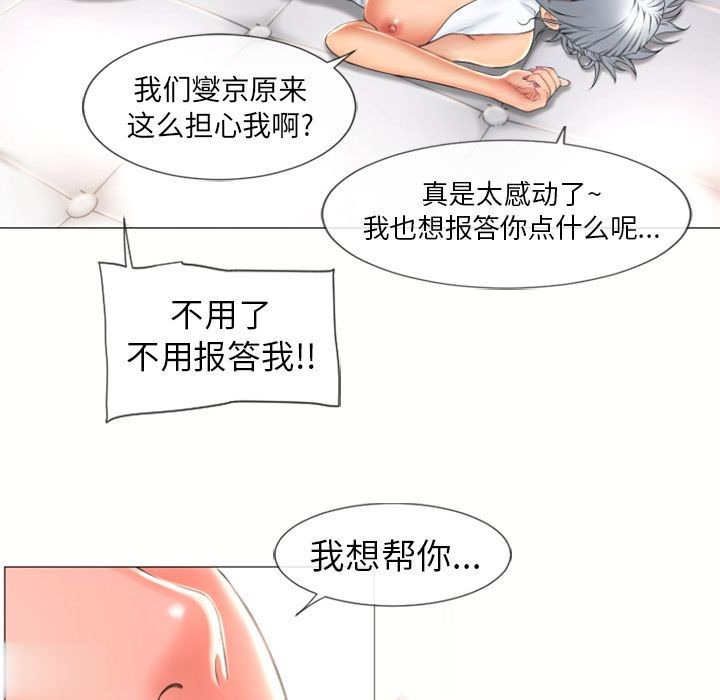 我们燮京原来
这么担心我啊?
真是太感动了~
我也想报答你点什么呢...
不用了
不用报答我!!
我想帮你...